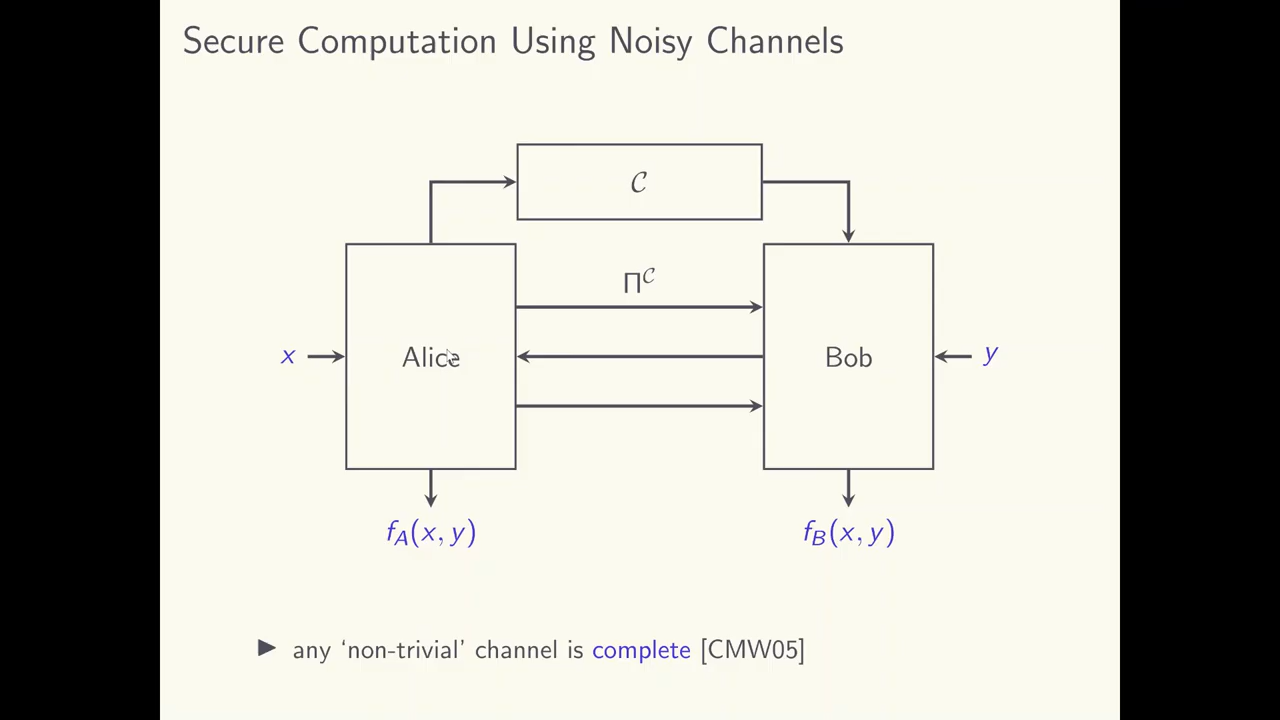 Secure Computation Using Noisy Channels
𝒞
Π^𝒞
x
Alice
Bob
y
f_A(x, y)
f_B(x, y)
▶ any ‘non-trivial’ channel is complete [CMW05]